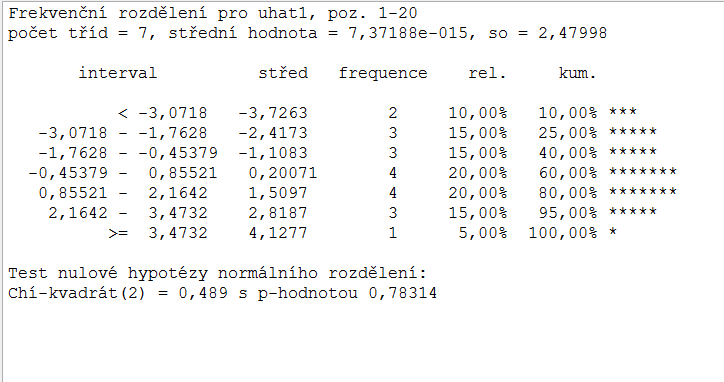 Frekvenční rozdělení pro uhat1, poz. 1-20
počet tříd = 7, střední hodnota = 7,37188e-015, so = 2,47998
interval střed frequence rel. kum.
< -3,0718 -3,7263 2 10,00% 10,00% ***
-3,0718 - -1,7628 -2,4173 3 15,00% 25,00% *****
-1,7628 - -0,45379 -1,1083 3 15,00% 40,00% *****
-0,45379 - 0,85521 0,20071 4 20,00% 60,00% *******
0,85521 - 2,1642 1,5097 4 20,00% 80,00% *******
2,1642 - 3,4732 2,8187 3 15,00% 95,00% *****
>= 3,4732 4,1277 1 5,00% 100,00% *
Test nulové hypotézy normálního rozdělení:
Chí-kvadrát(2) = 0,489 s p-hodnotou 0,78314